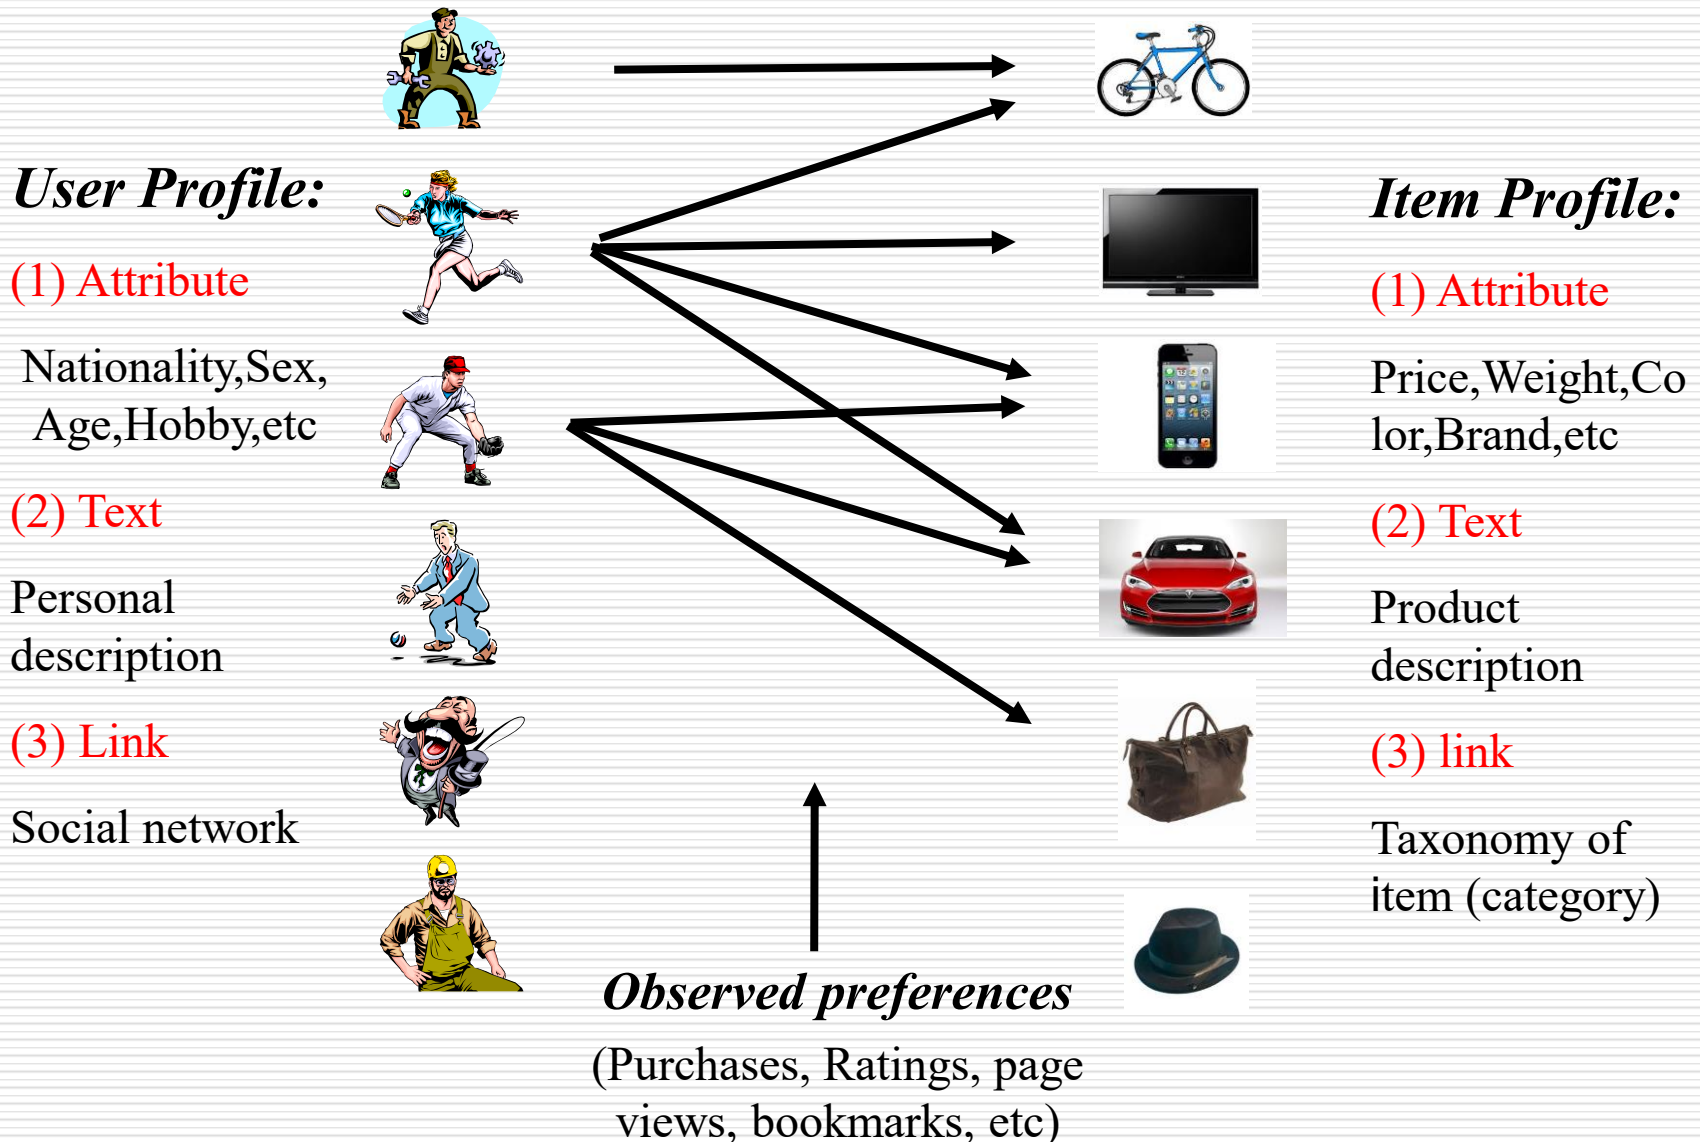 User Profile:
(1) Attribute
Nationality,Sex,
Age,Hobby,etc
(2) Text
Personal
description
(3) Link
Social network
Observed preferences
(Purchases, Ratings, page
views, bookmarks, etc)
Item Profile:
(1) Attribute
Price,Weight,Co
lor,Brand,etc
(2) Text
Product
description
(3) link
Taxonomy of
item (category)